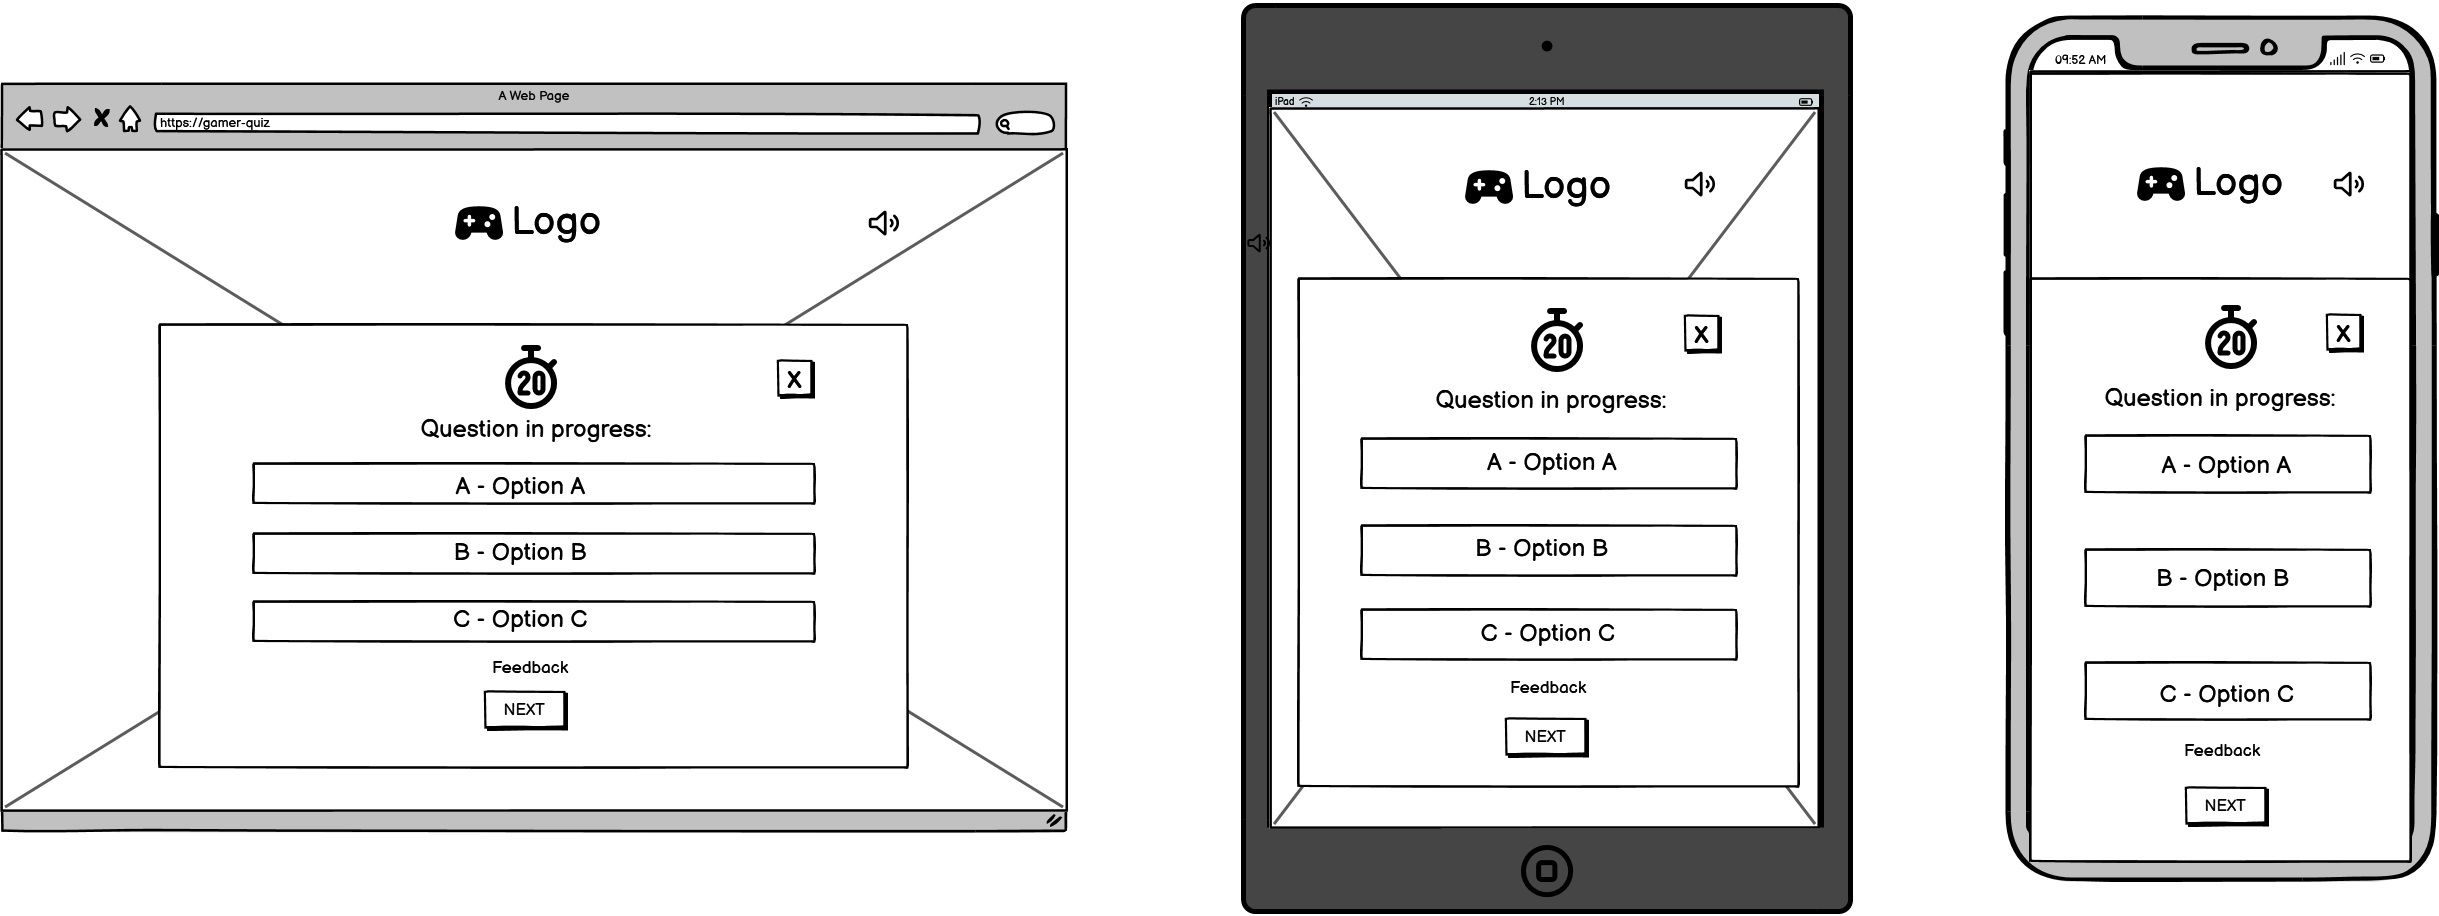 A Web Page
https://gamer-quiz
Logo
20
X
Question in progress:
A - Option A
B - Option B
C - Option C
Feedback
NEXT
iPad
2:13 PM
Logo
20
X
Question in progress:
A - Option A
B - Option B
C - Option C
Feedback
NEXT
09:52 AM
Logo
20
X
Question in progress:
A - Option A
B - Option B
C - Option C
Feedback
NEXT